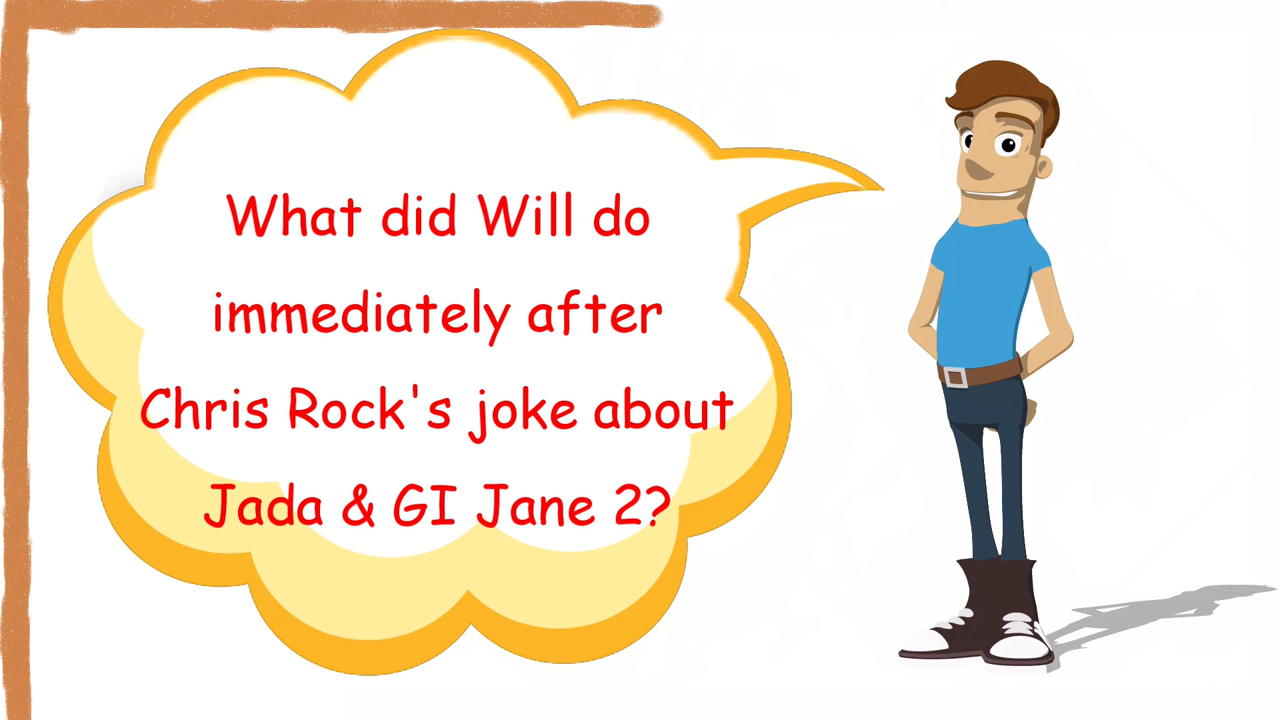 What did Will do
immediately after
Chris Rock's joke about
Jada & GI Jane 2?